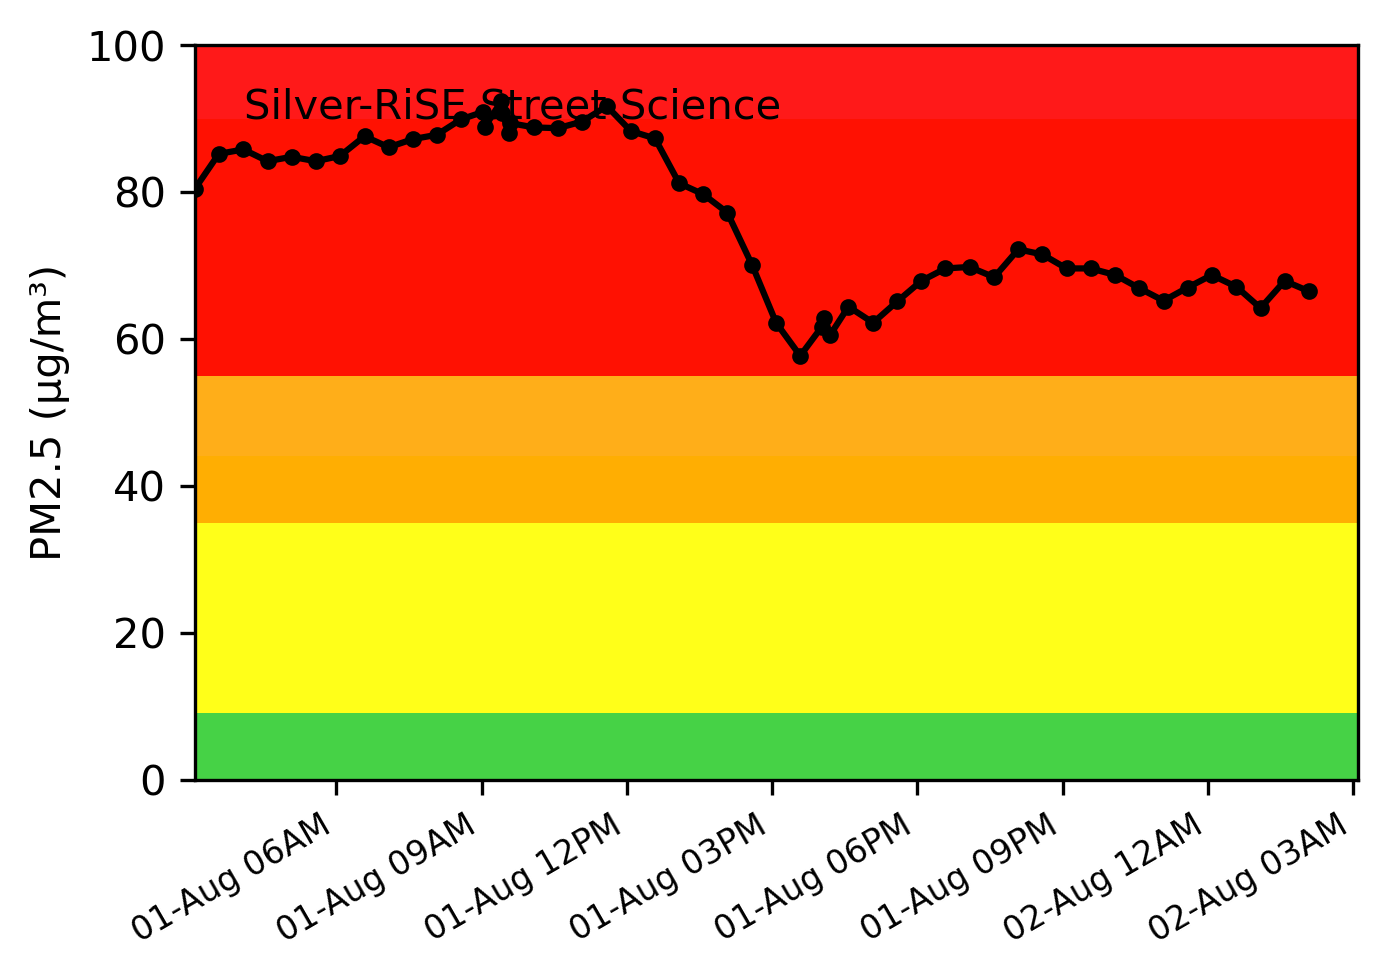 100
Silver-RiSE Street Science
80
60
40
20
0
PM2.5 (µg/m³)
01-Aug 06AM
01-Aug 09AM
01-Aug 12PM
01-Aug 03PM
01-Aug 06PM
01-Aug 09PM
02-Aug 12AM
02-Aug 03AM